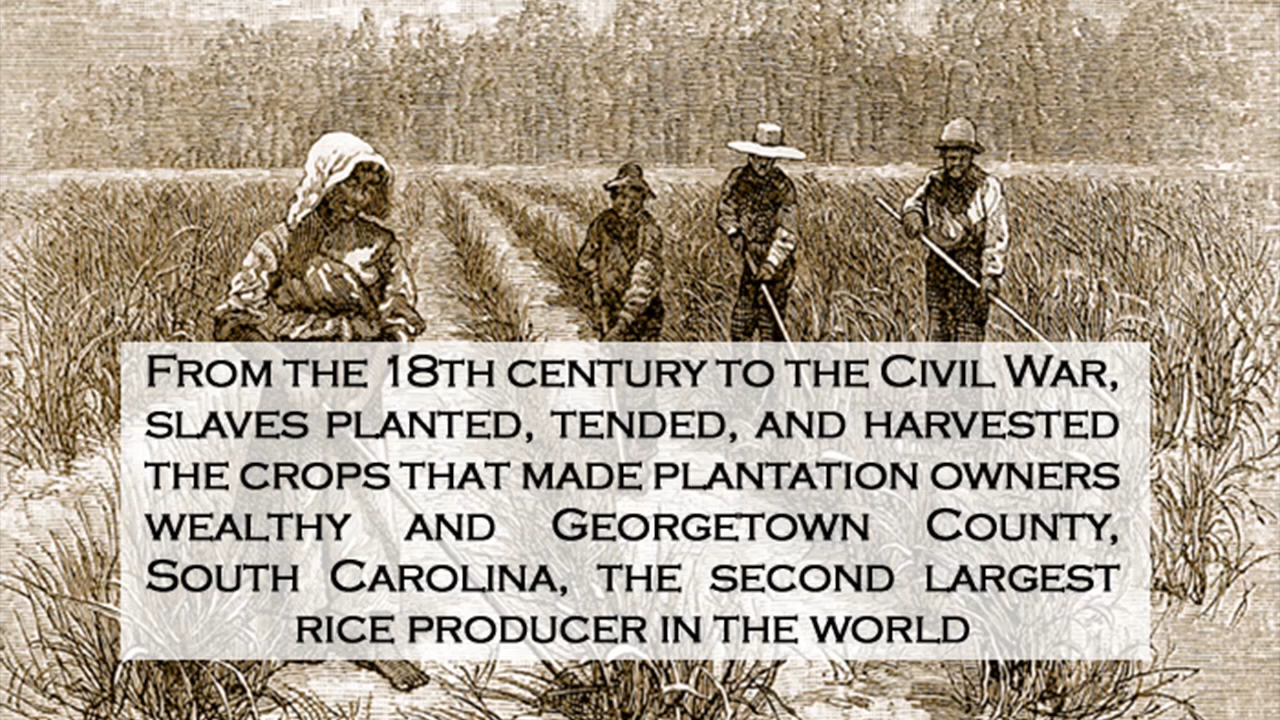 From the 18th century to the Civil War,
slaves planted, tended, and harvested
the crops that made plantation owners
wealthy and Georgetown County,
South Carolina, the second largest
rice producer in the world